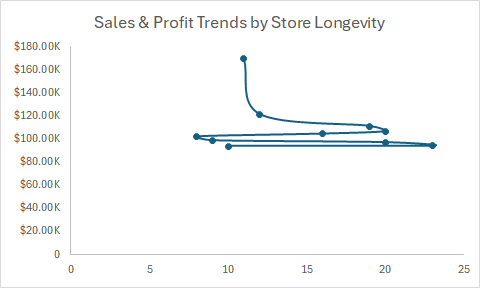 Sales & Profit Trends by Store Longevity
$180.00K
$160.00K
$140.00K
$120.00K
$100.00K
$80.00K
$60.00K
$40.00K
$20.00K
0
0 5 10 15 20 25